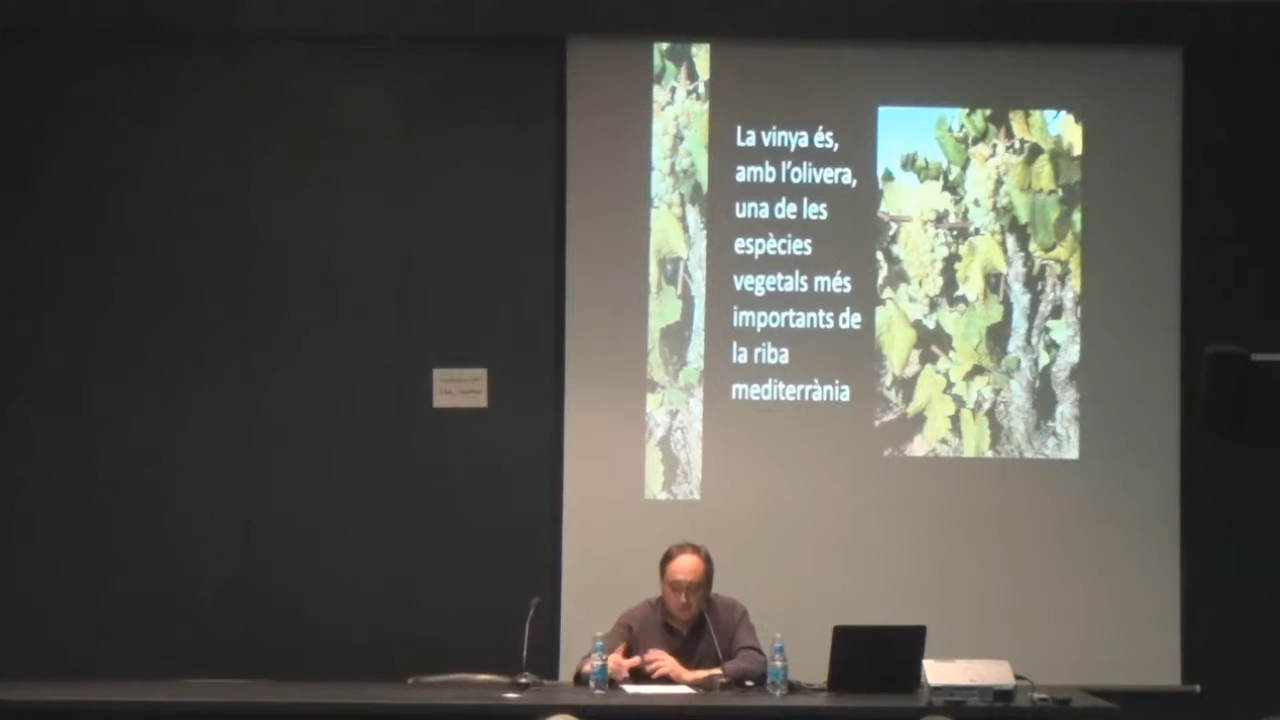 La vinya és,
amb l'olivera,
una de les
espècies
vegetals més
importants de
la riba
mediterrània